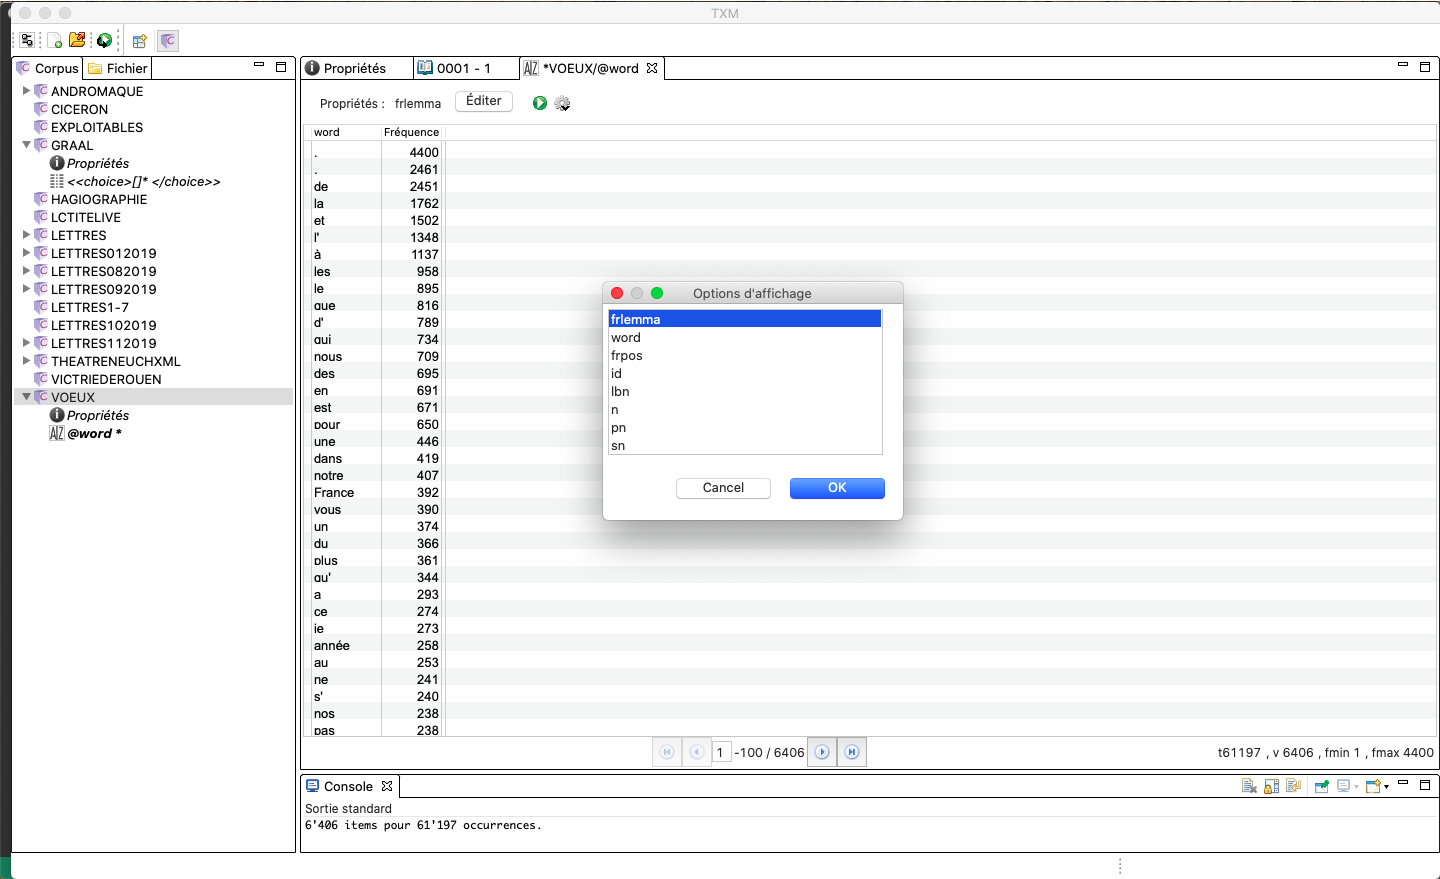 TXM
Corpus
Fichier
ANDROMAQUE
CICERON
EXPLOITABLES
GRAAL
Propriétés
<<choice>[]* </choice>>
HAGIOGRAPHIE
LCTITELIVE
LETTRES
LETTRES012019
LETTRES082019
LETTRES092019
LETTRES1-7
LETTRES102019
LETTRES112019
THEATRENEUCHXML
VICTRIEDEROUEN
VOEUX
Propriétés
@word *
Propriétés
0001 - 1
*VOEUX/@word
Propriétés : frlemma Éditer
word Fréquence
. 4400
. 2461
de 2451
la 1762
et 1502
l' 1348
à 1137
les 958
le 895
que 816
d' 789
qui 734
nous 709
des 695
en 691
est 671
pour 650
une 446
dans 419
notre 407
France 392
vous 390
un 374
du 366
plus 361
qu' 344
a 293
ce 274
ie 273
année 258
au 253
ne 241
s' 240
nos 238
pas 238
Options d'affichage
frlemma
word
frpos
id
lbn
n
pn
sn
Cancel OK
1 -100 / 6406
t61197 , v 6406 , fmin 1 , fmax 4400
Console
Sortie standard
6'406 items pour 61'197 occurrences.